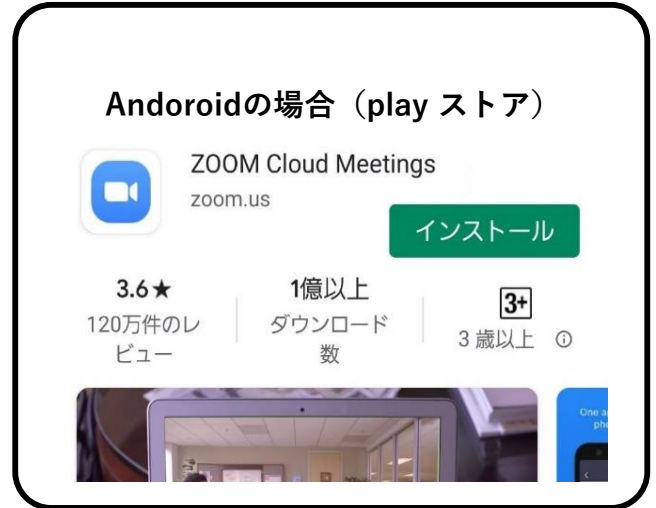 Andoroidの場合（play ストア）
ZOOM Cloud Meetings
zoom.us
インストール
3.6★
120万件のレ
ビュー
1億以上
ダウンロード
数
3+
3 歳以上 ⓘ
One a
ph